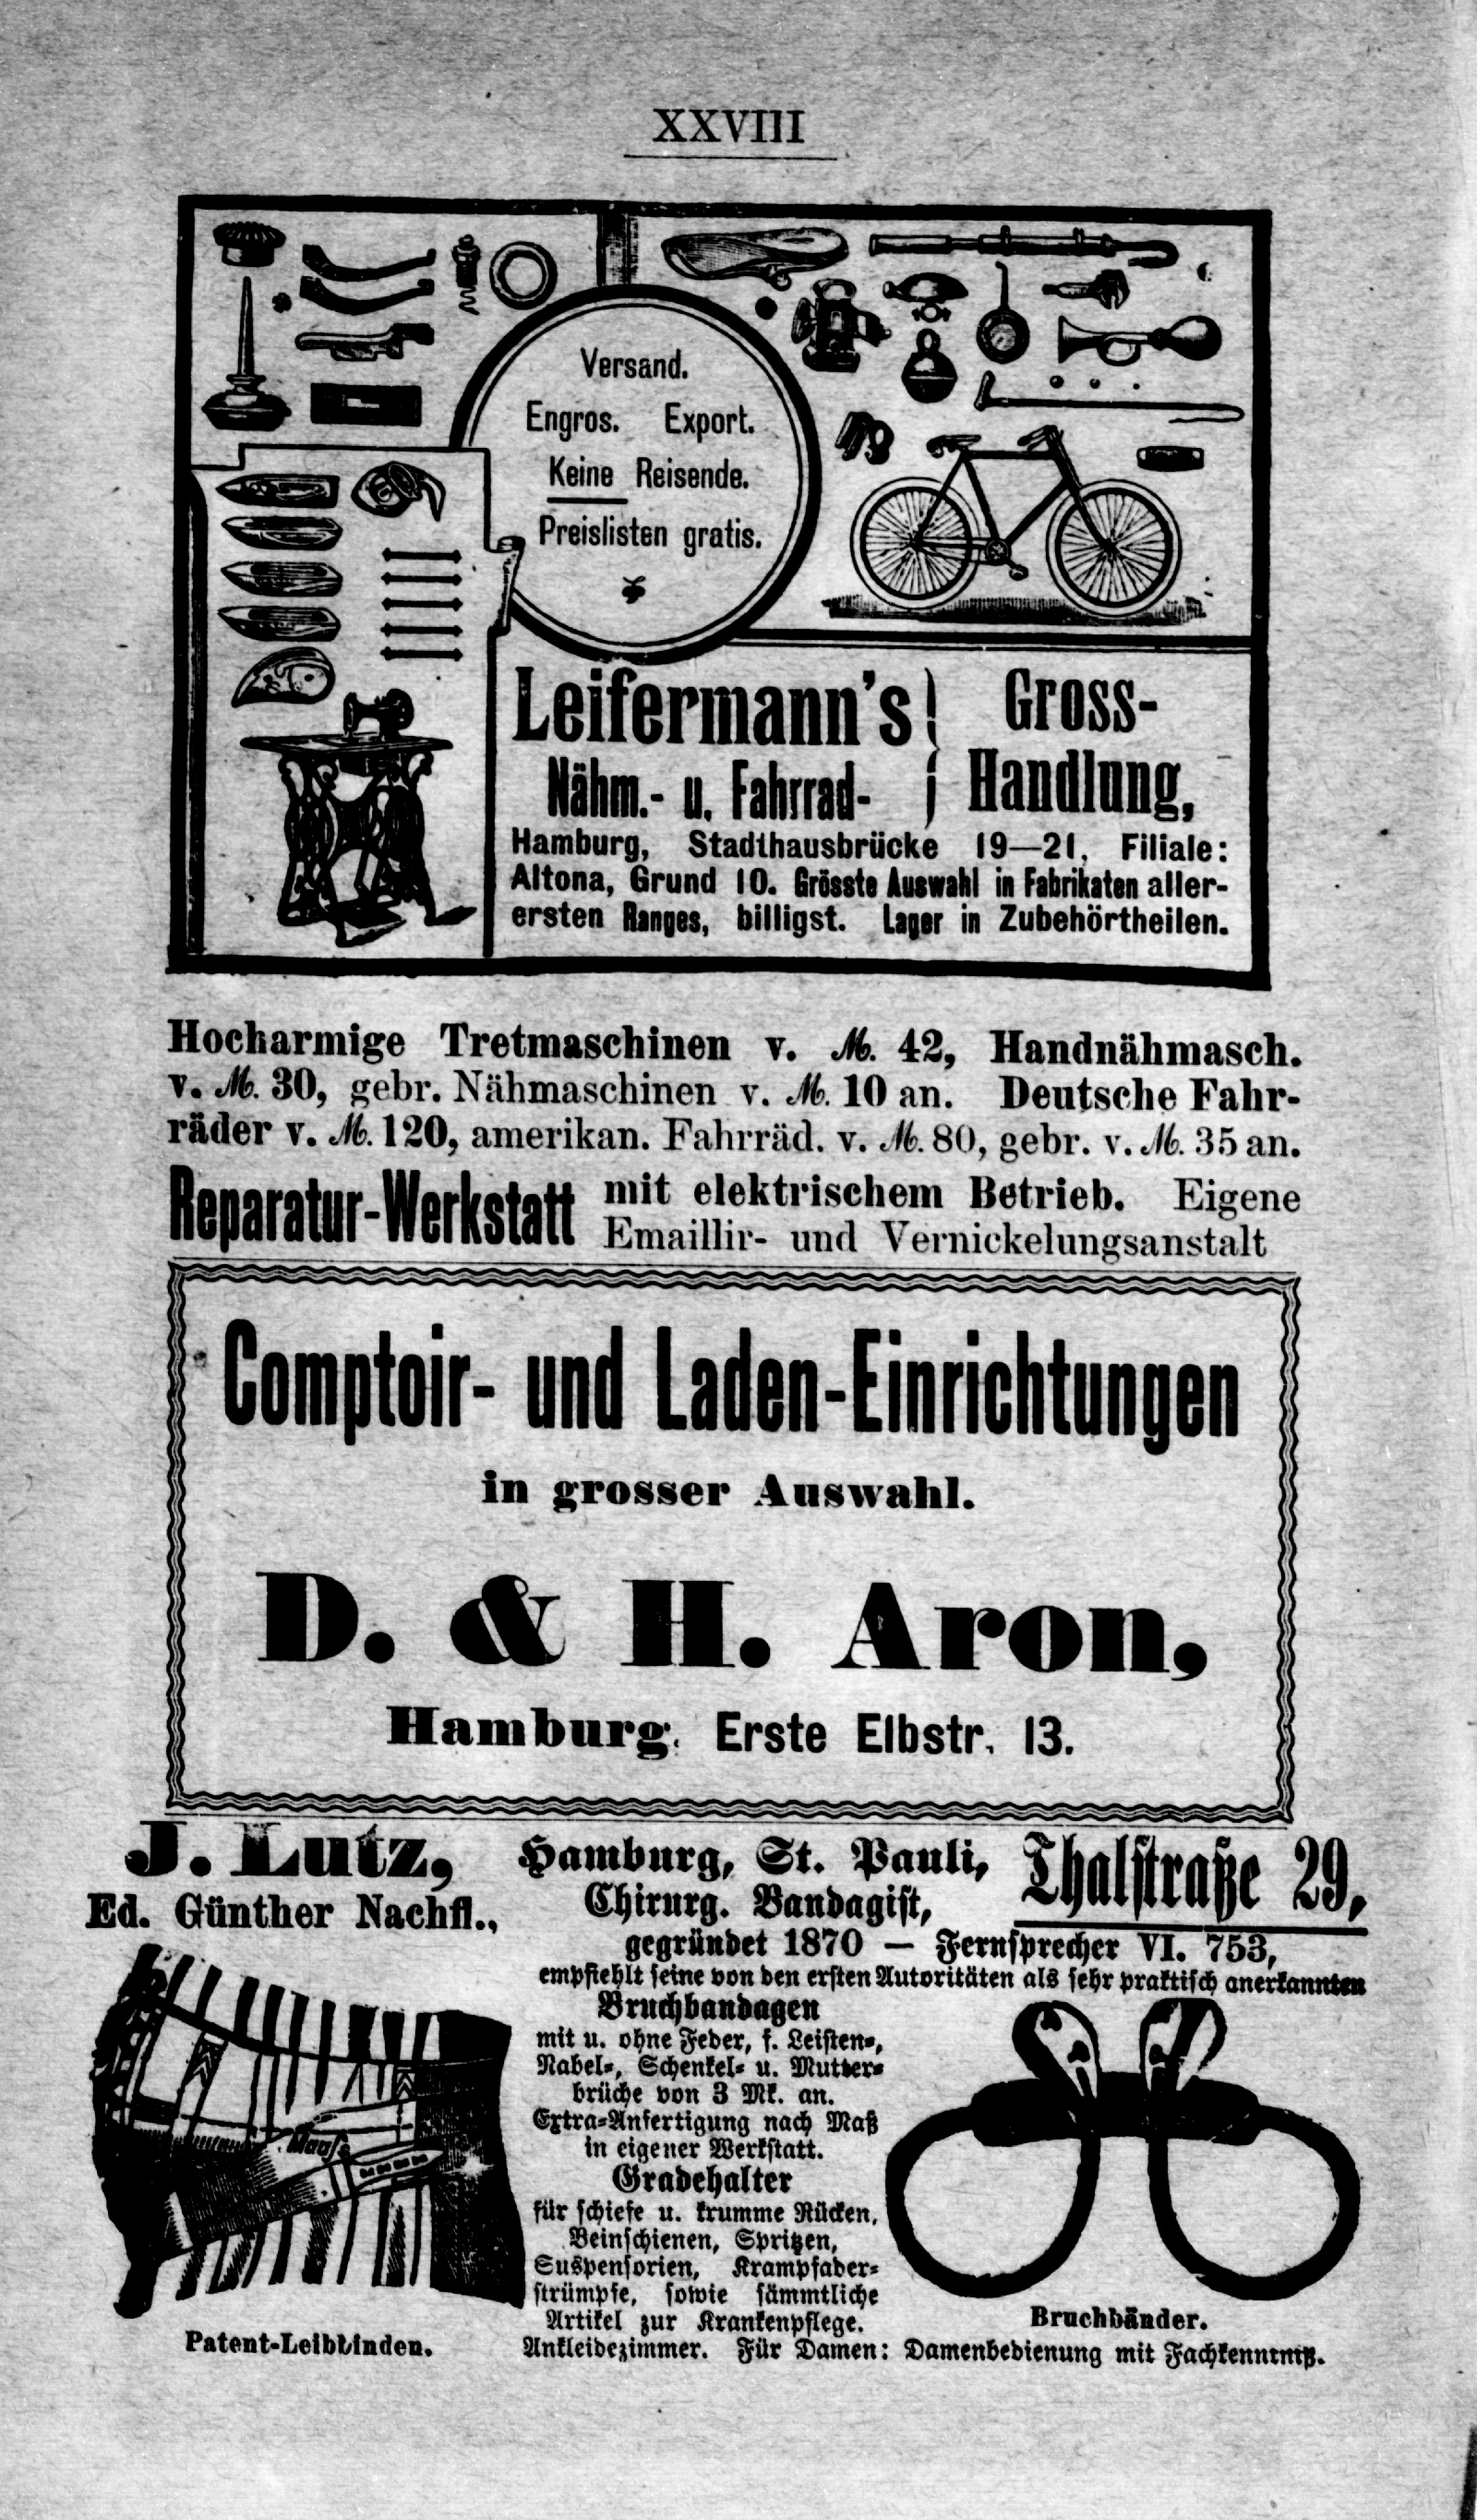 XXVIII
Versand.
Engros. Export.
Keine Reisende.
Preislisten gratis.
Leifermann's
Nähm.- u. Fahrrad-
Gross-
Handlung,
Hamburg, Stadthausbrücke 19—21, Filiale:
Altona, Grund 10. Grösste Auswahl in Fabrikaten aller-
ersten Ranges, billigst. Lager in Zubehörtheilen.
Hocharmige Tretmaschinen v. M. 42, Handnähmasch.
v. M. 30, gebr. Nähmaschinen v. M. 10 an. Deutsche Fahr-
räder v. M. 120, amerikan. Fahrräd. v. M. 80, gebr. v. M. 35 an.
Reparatur-Werkstatt mit elektrischem Betrieb. Eigene
Emaillir- und Vernickelungsanstalt
Comptoir- und Laden-Einrichtungen
in grosser Auswahl.
D. & H. Aron,
Hamburg, Erste Elbstr. 13.
J. Lutz,
Ed. Günther Nachfl.,
Hamburg, St. Pauli,
Chirurg. Bandagist,
Thalstraße 29,
gegründet 1870 — Fernsprecher VI. 753,
empfiehlt seine von den ersten Autoritäten als sehr praktisch anerkannten
Bruchbandagen
mit u. ohne Feder, f. Leisten-,
Nabel-, Schenkel- u. Mutter-
brüche von 3 Mk. an.
Extra-Anfertigung nach Maß
in eigener Werkstatt.
Gradehalter
für schiefe u. krumme Rücken,
Beinschienen, Spritzen,
Suspensorien, Krampfader-
strümpfe, sowie sämmtliche
Artikel zur Krankenpflege.
Ankleidezimmer. Für Damen: Damenbedienung mit Fachkenntniß.
Patent-Leibbinden.
Bruchbänder.